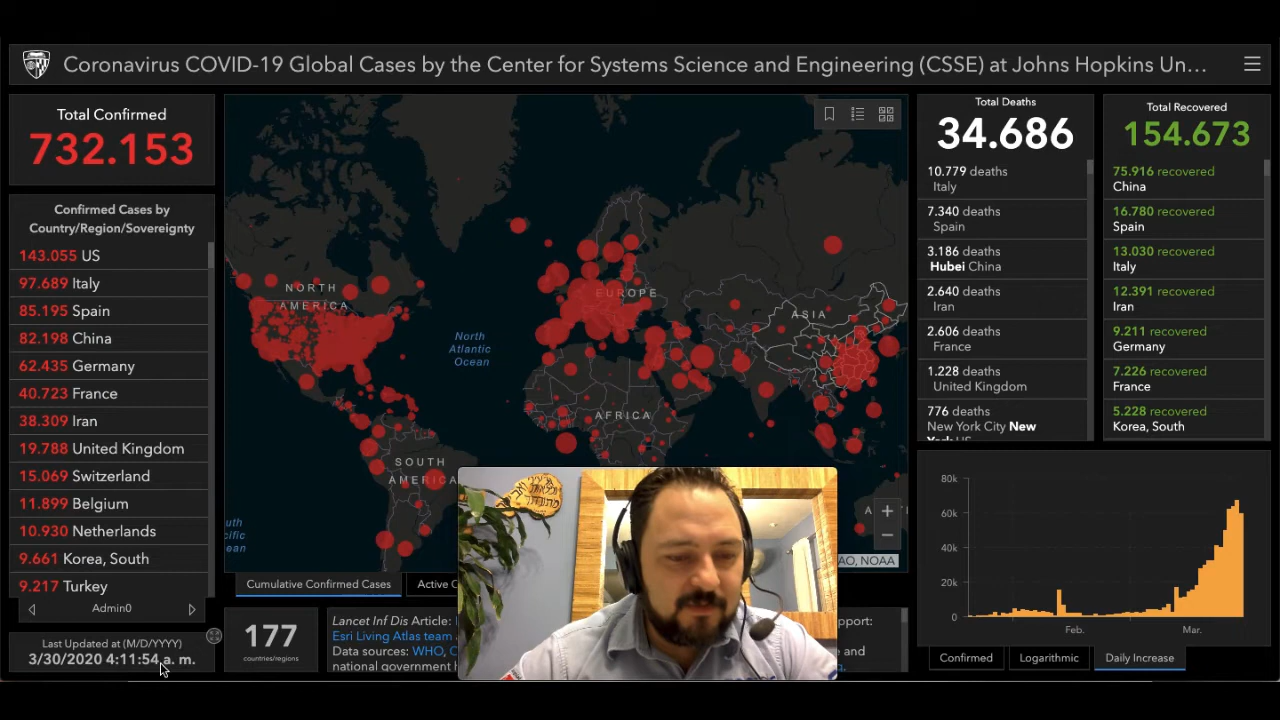 Coronavirus COVID-19 Global Cases by the Center for Systems Science and Engineering (CSSE) at Johns Hopkins Un...
Total Confirmed
732.153
Confirmed Cases by
Country/Region/Sovereignty
143.055 US
97.689 Italy
85.195 Spain
82.198 China
62.435 Germany
40.723 France
38.309 Iran
19.788 United Kingdom
15.069 Switzerland
11.899 Belgium
10.930 Netherlands
9.661 Korea, South
9.217 Turkey
Admin0
Last Updated at (M/D/YYYY)
3/30/2020 4:11:54 a. m.
NORTH
AMERICA
North
Atlantic
Ocean
EUROPE
ASIA
AFRICA
SOUTH
AMERICA
uth
cific
ean
A
AO, NOAA
Cumulative Confirmed Cases
Active C
177
countries/regions
Lancet Inf Dis Article:
Esri Living Atlas team
Data sources: WHO, C
national government
port:
and
Total Deaths
34.686
10.779 deaths
Italy
7.340 deaths
Spain
3.186 deaths
Hubei China
2.640 deaths
Iran
2.606 deaths
France
1.228 deaths
United Kingdom
776 deaths
New York City New
York US
Total Recovered
154.673
75.916 recovered
China
16.780 recovered
Spain
13.030 recovered
Italy
12.391 recovered
Iran
9.211 recovered
Germany
7.226 recovered
France
5.228 recovered
Korea, South
80k
60k
40k
20k
0
Feb.
Mar.
Confirmed
Logarithmic
Daily Increase